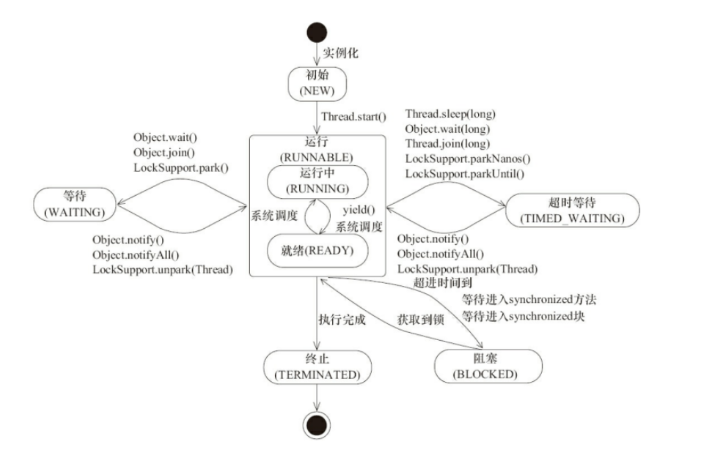 实例化
初始
(NEW)
Thread.start()
Thread.sleep(long)
Object.wait(long)
Thread.join(long)
LockSupport.parkNanos()
LockSupport.parkUntil()
Object.wait()
Object.join()
LockSupport.park()
运行
(RUNNABLE)
运行中
(RUNNING)
等待
(WAITING)
系统调度
yield()
系统调度
超时等待
(TIMED_WAITING)
就绪(READY)
Object.notify()
Object.notifyAll()
LockSupport.unpark(Thread)
Object.notify()
Object.notifyAll()
LockSupport.unpark(Thread)
超进时间到
等待进入synchronized方法
等待进入synchronized块
执行完成
获取到锁
终止
(TERMINATED)
阻塞
(BLOCKED)